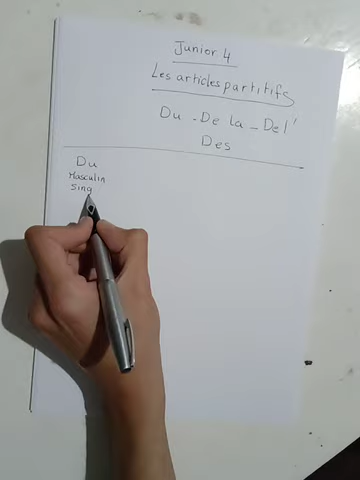 Junior 4
Les articles partitifs
Du - De la - De l'
Des
Du
Masculin
sing